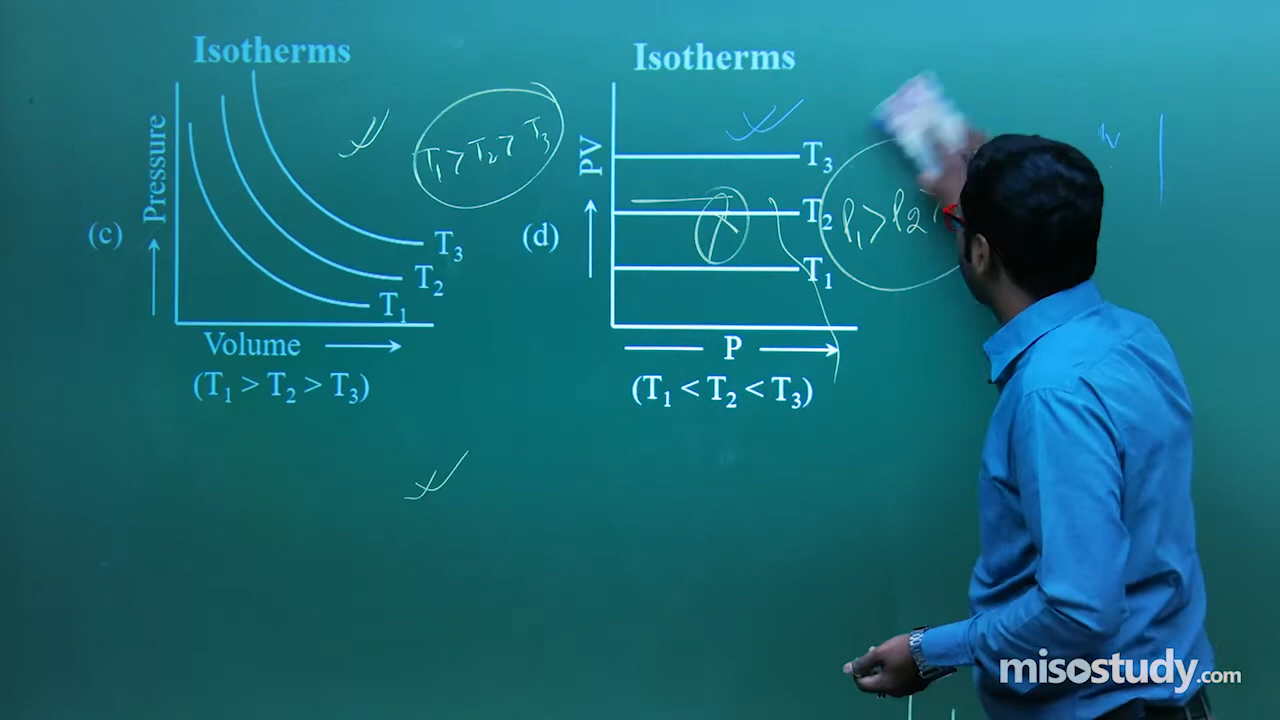 Isotherms
(c)
Pressure
T₃
T₂
T₁
Volume
(T₁ > T₂ > T₃)
T₁ > T₂ > T₃
Isotherms
(d)
PV
T₃
T₂
T₁
P
(T₁ < T₂ < T₃)
P₁ > P₂
misostudy.com